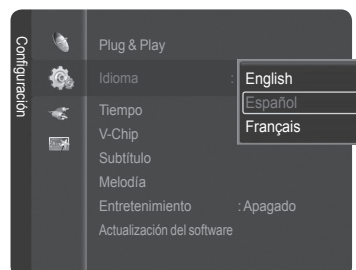 Configuración
Plug & Play
Idioma :
English
Español
Français
Tiempo
V-Chip
Subtítulo
Melodía
Entretenimiento : Apagado
Actualización del software